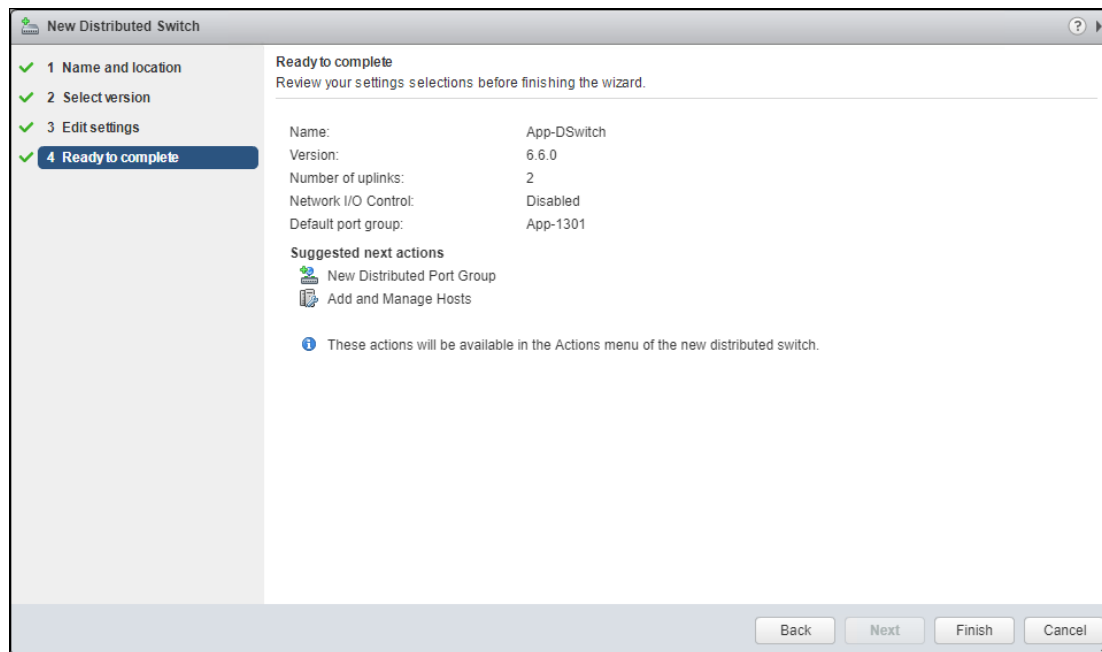 New Distributed Switch
?
1 Name and location
2 Select version
3 Edit settings
4 Ready to complete
Ready to complete
Review your settings selections before finishing the wizard.
Name: App-DSwitch
Version: 6.6.0
Number of uplinks: 2
Network I/O Control: Disabled
Default port group: App-1301
Suggested next actions
New Distributed Port Group
Add and Manage Hosts
These actions will be available in the Actions menu of the new distributed switch.
Back Next Finish Cancel